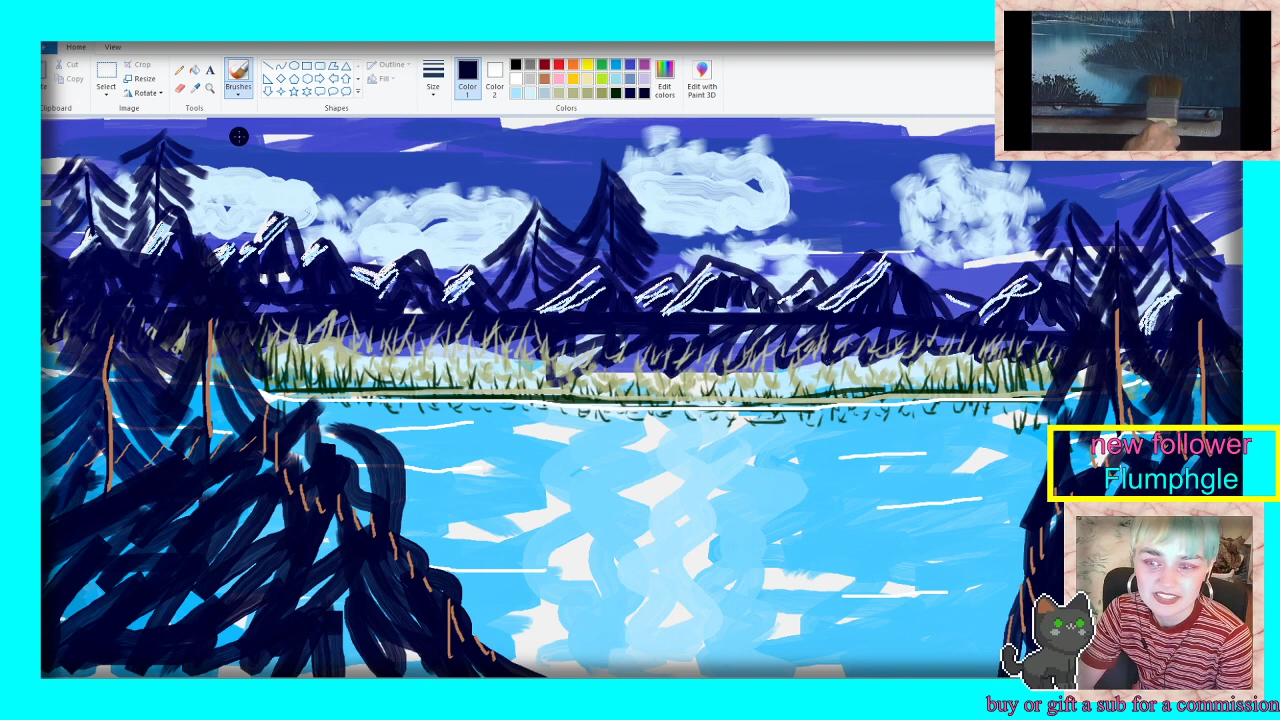 Home View
Cut
Copy
Clipboard
Select
Crop
Resize
Rotate
Image
A
Tools
Brushes
Outline
Fill
Shapes
Size
Color
1
Color
2
Colors
Edit
colors
Edit with
Paint 3D
new follower
Flumphgle
buy or gift a sub for a commission